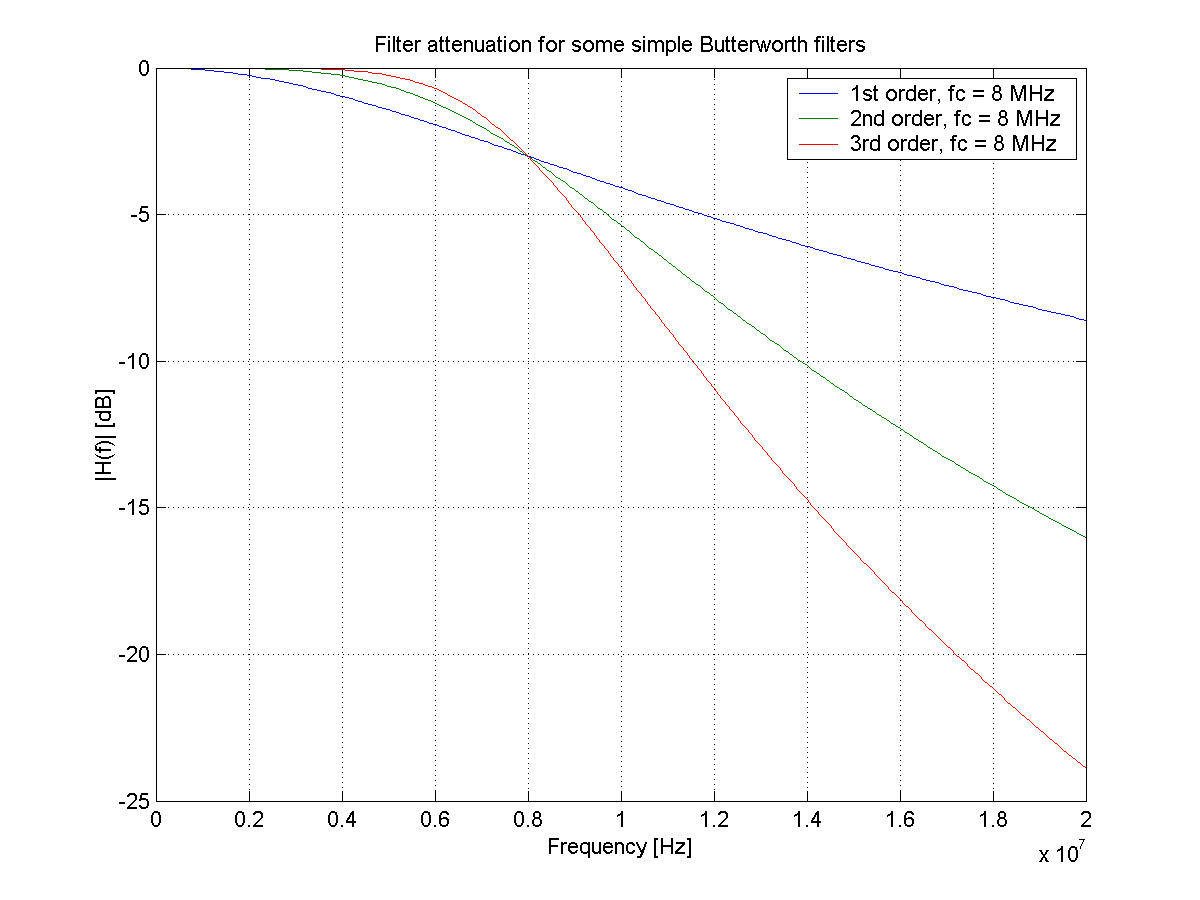 Filter attenuation for some simple Butterworth filters
1st order, fc = 8 MHz
2nd order, fc = 8 MHz
3rd order, fc = 8 MHz
|H(f)| [dB]
0
-5
-10
-15
-20
-25
0 0.2 0.4 0.6 0.8 1 1.2 1.4 1.6 1.8 2
Frequency [Hz]
x 10^7